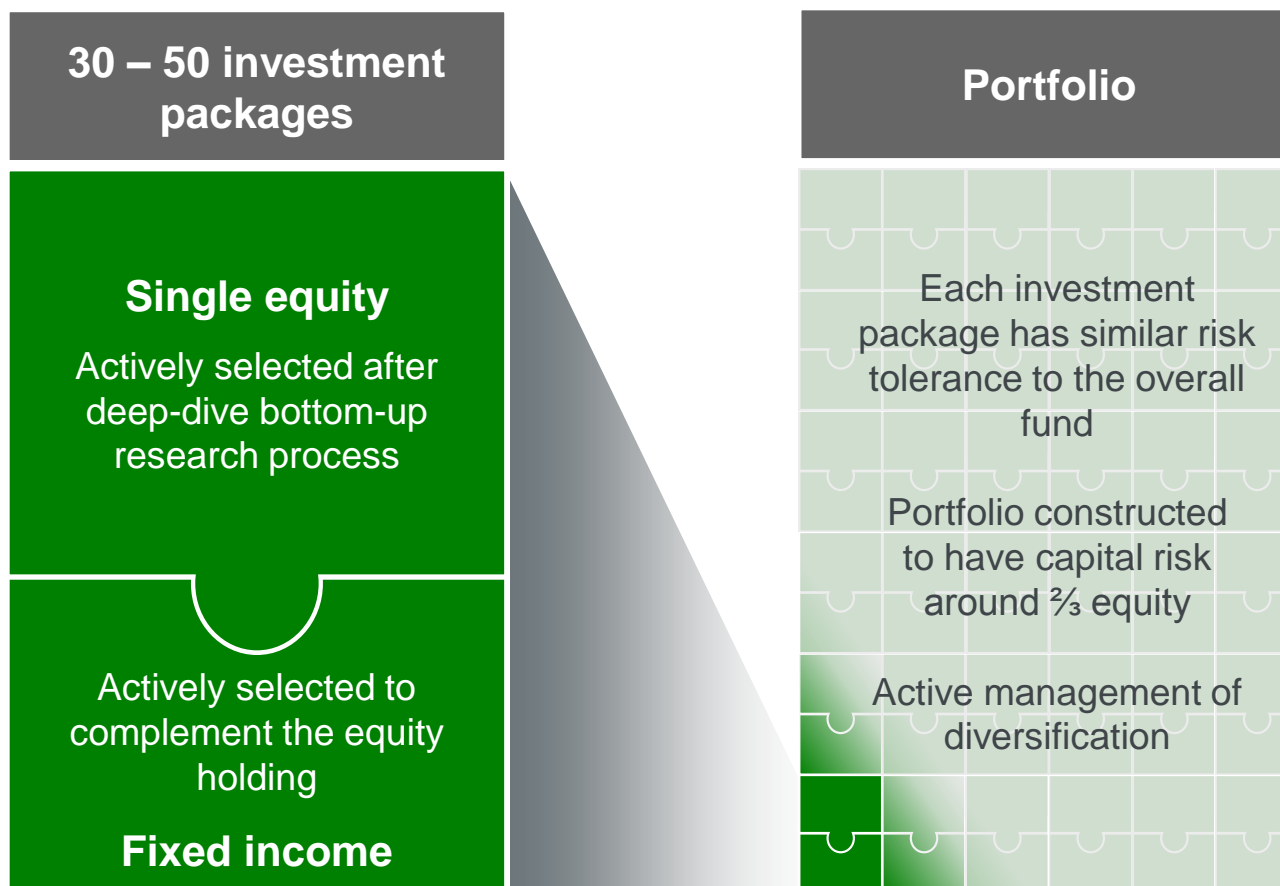 30 – 50 investment
packages
Single equity
Actively selected after
deep-dive bottom-up
research process
Actively selected to
complement the equity
holding
Fixed income
Portfolio
Each investment
package has similar risk
tolerance to the overall
fund
Portfolio constructed
to have capital risk
around ⅔ equity
Active management of
diversification